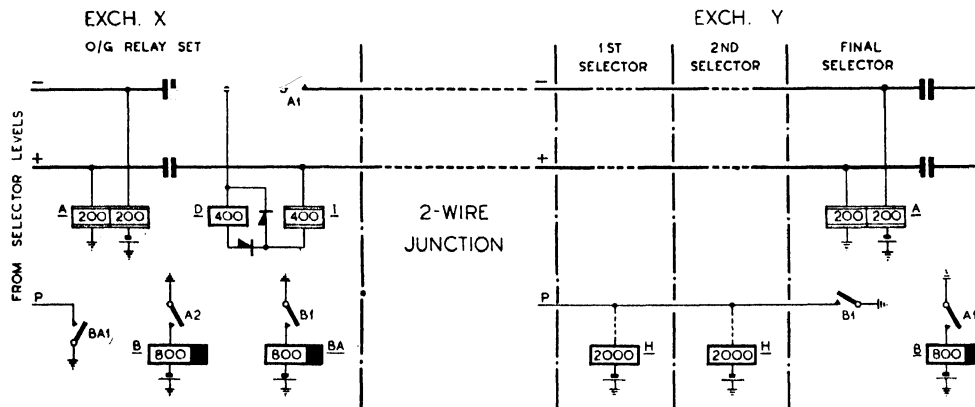 EXCH. X
O/G RELAY SET
EXCH. Y
1ST SELECTOR
2ND SELECTOR
FINAL SELECTOR
FROM SELECTOR LEVELS
−
A1
−
+
+
A
200 200
D
400
400
I
2-WIRE
JUNCTION
200 200
A
P
BA1
A2
B1
P
B1
A1
B
800
800
BA
2000
H
2000
H
B
800